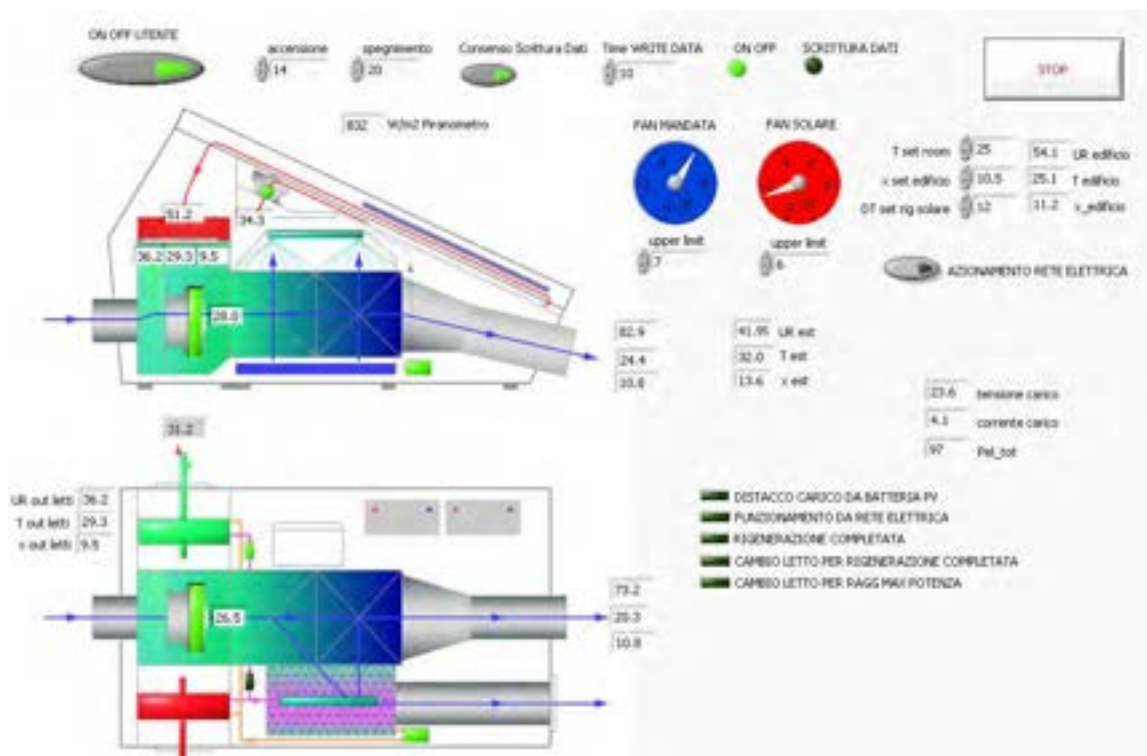 ON OFF UTENTE
accensione
14
spegnimento
20
Consenso Scrittura Dati
Time WRITE DATA
10
ON OFF
SCRITTURA DATI
STOP
832 W/m2 Piranometro
FAN MANDATA
FAN SOLARE
upper limit
7
upper limit
6
T set room 25
54.1 UR edificio
x set edificio 10.5
25.1 T edificio
DT set rig solare 12
11.2 x_edificio
AZIONAMENTO RETE ELETTRICA
51.2
34.3
36.2 29.3 9.5
28.0
82.9
41.95 UR est
24.4
32.0 T est
10.8
13.6 x est
23.6 tensione carico
4.1 corrente carico
97 Pel_tot
31.2
UR out letti 36.2
T out letti 29.3
x out letti 9.5
26.5
73.2
20.3
10.8
DISTACCO CARICO DA BATTERIA PV
FUNZIONAMENTO DA RETE ELETTRICA
RIGENERAZIONE COMPLETATA
CAMBIO LETTO PER RIGENERAZIONE COMPLETATA
CAMBIO LETTO PER RAGG MAX POTENZA